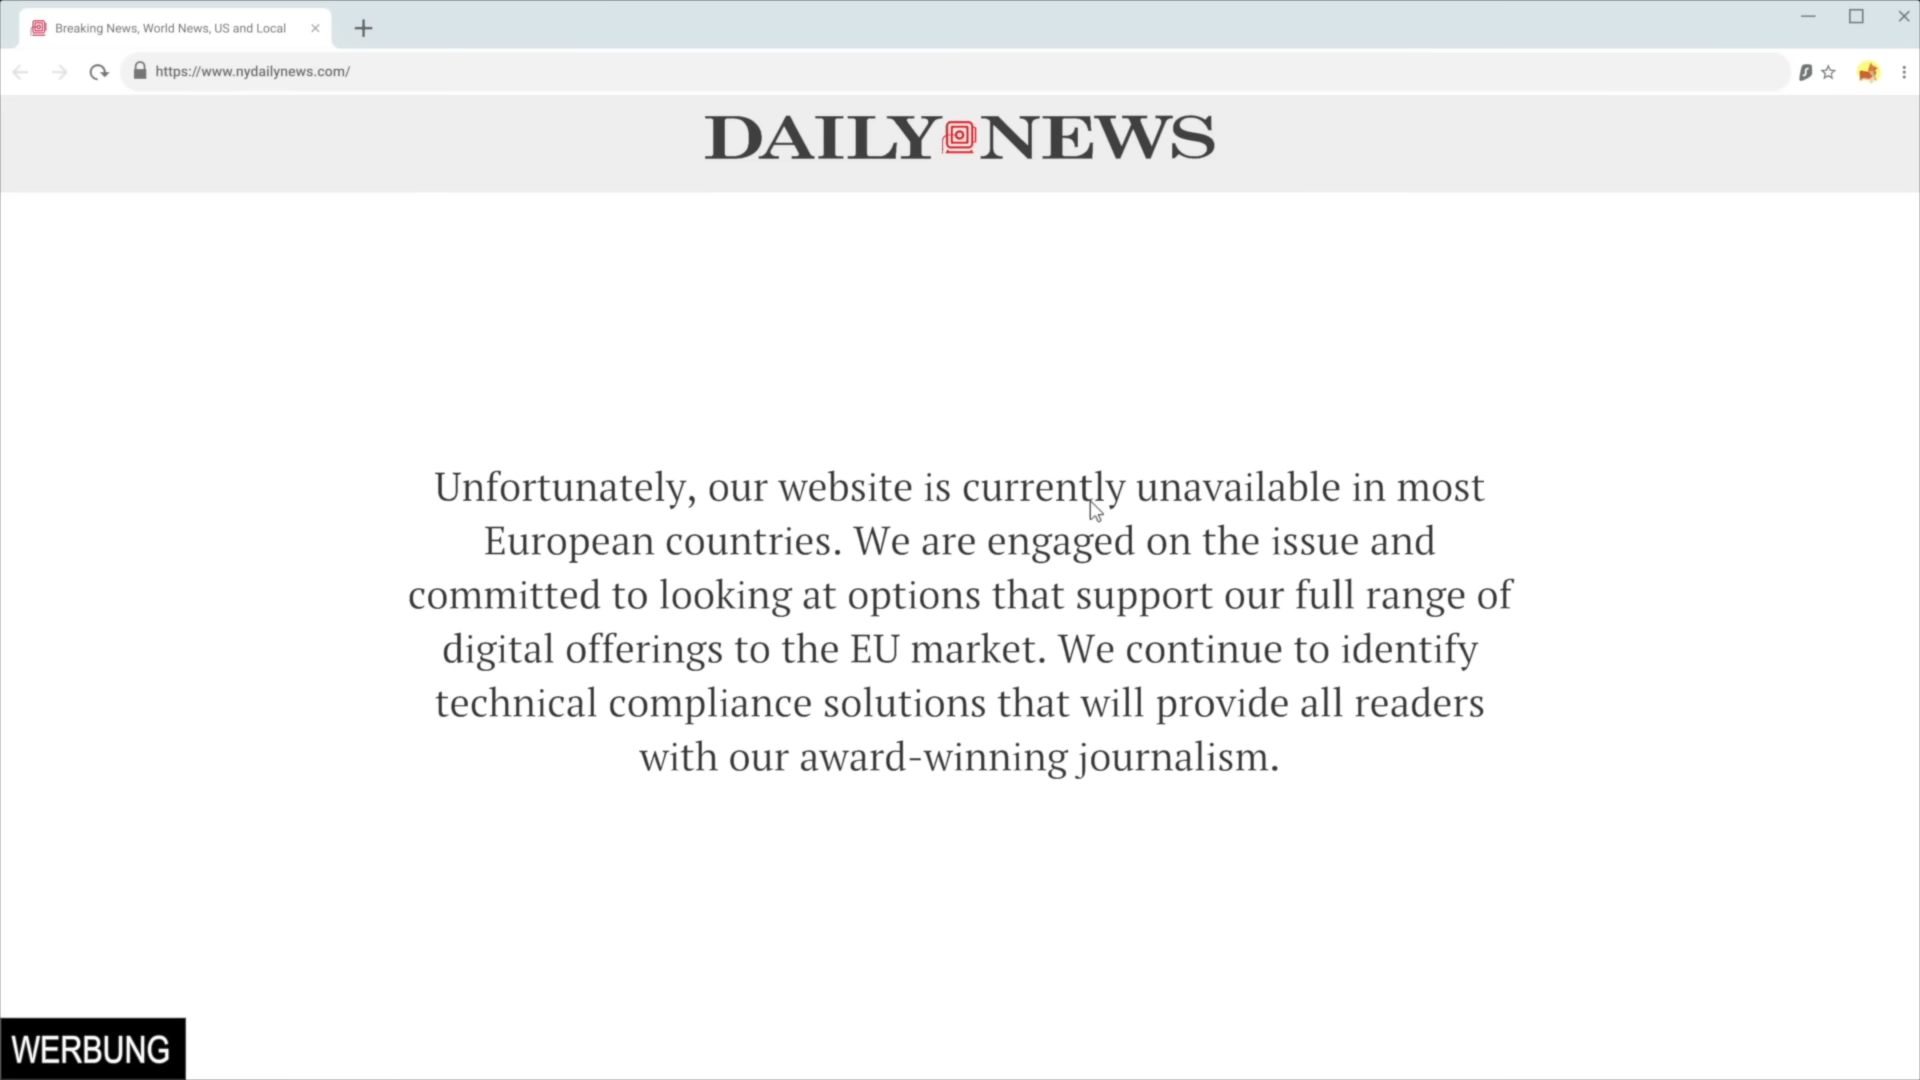 Breaking News, World News, US and Local
https://www.nydailynews.com/
DAILY NEWS
Unfortunately, our website is currently unavailable in most
European countries. We are engaged on the issue and
committed to looking at options that support our full range of
digital offerings to the EU market. We continue to identify
technical compliance solutions that will provide all readers
with our award-winning journalism.
WERBUNG